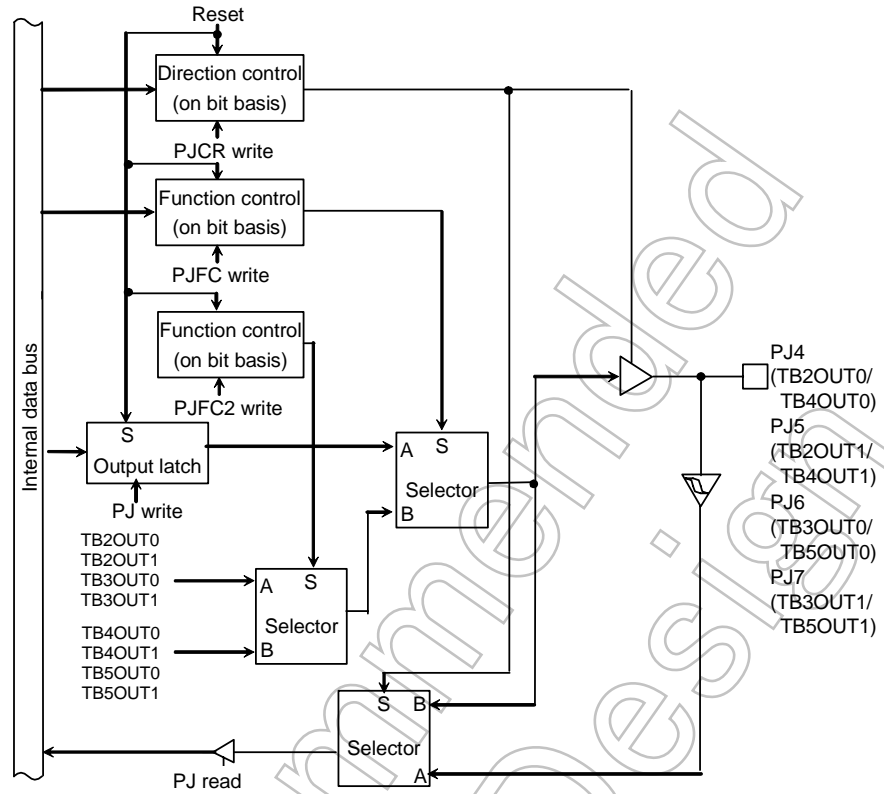 Reset
Direction control
(on bit basis)
PJCR write
Function control
(on bit basis)
PJFC write
Function control
(on bit basis)
PJFC2 write
Internal data bus
S
Output latch
PJ write
A
S
Selector
B
TB2OUT0
TB2OUT1
TB3OUT0
TB3OUT1
TB4OUT0
TB4OUT1
TB5OUT0
TB5OUT1
A
S
Selector
B
S
B
Selector
A
PJ read
PJ4
(TB2OUT0/
TB4OUT0)
PJ5
(TB2OUT1/
TB4OUT1)
PJ6
(TB3OUT0/
TB5OUT0)
PJ7
(TB3OUT1/
TB5OUT1)
mmended
Design